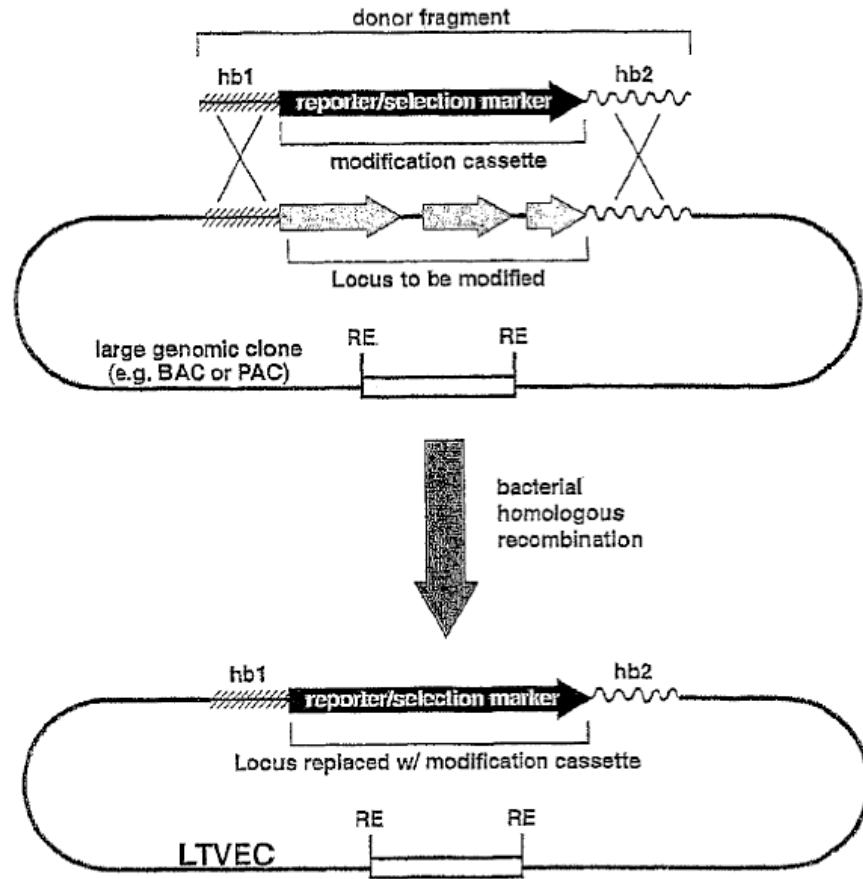 donor fragment
hb1
hb2
reporter/selection marker
modification cassette
Locus to be modified
RE
RE
large genomic clone
(e.g. BAC or PAC)
bacterial
homologous
recombination
hb1
hb2
reporter/selection marker
Locus replaced w/ modification cassette
RE
RE
LTVEC